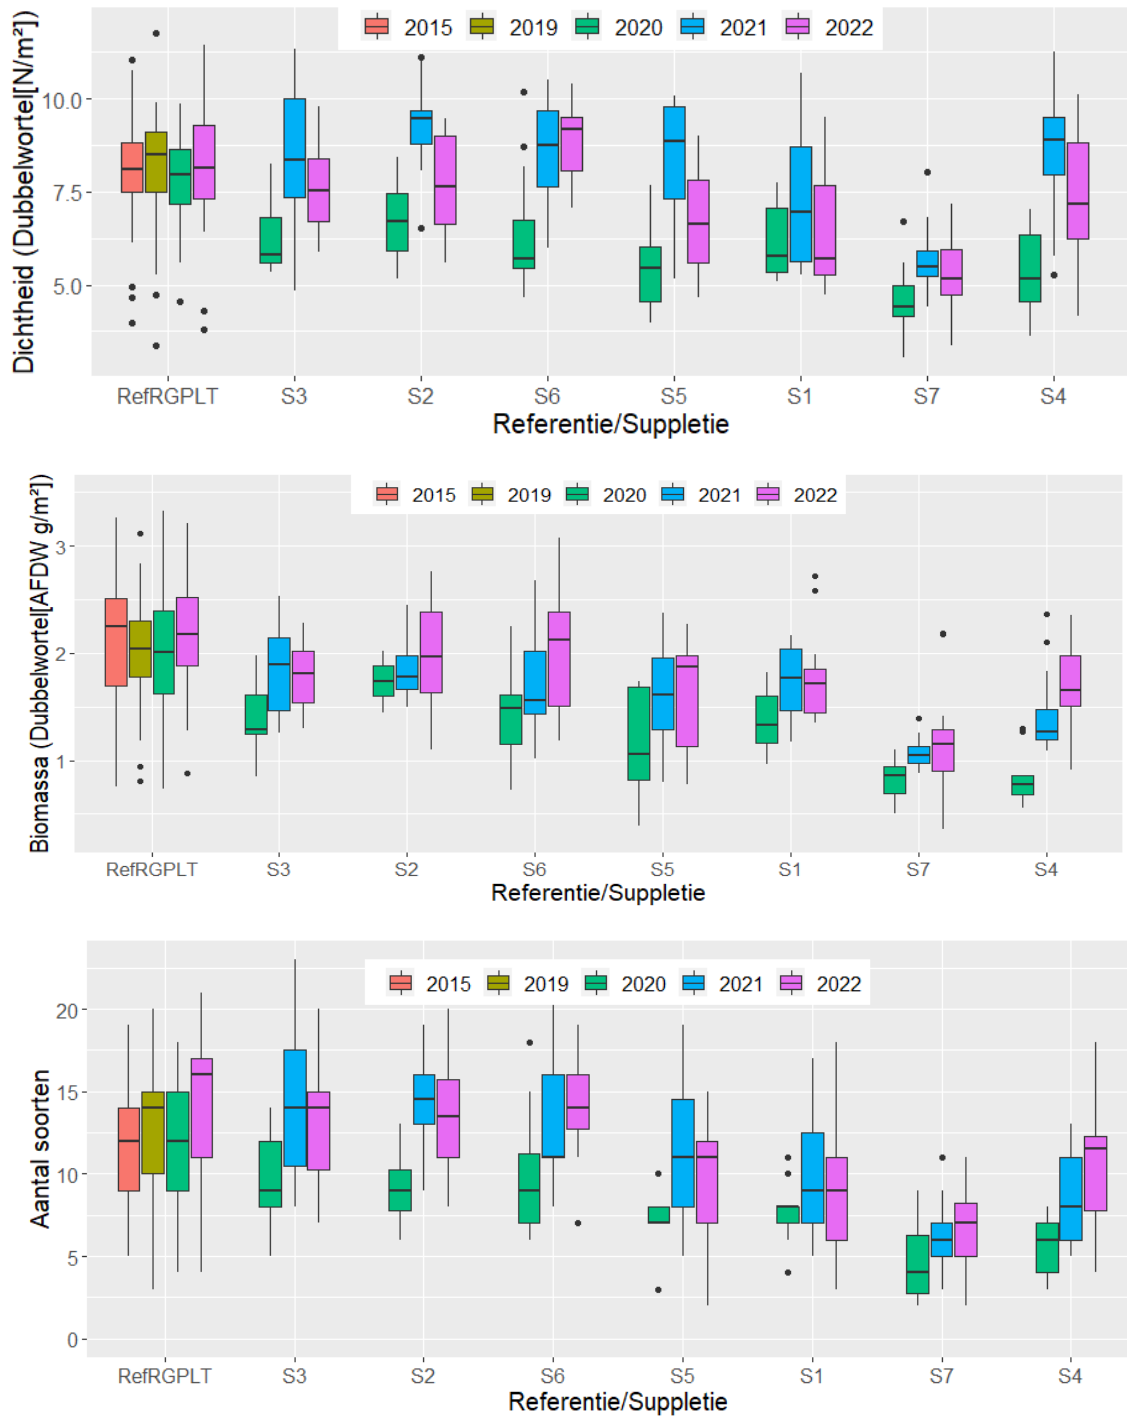 2015 2019 2020 2021 2022
Dichtheid (Dubbelwortel[N/m²])
10.0
7.5
5.0
RefRGPLT S3 S2 S6 S5 S1 S7 S4
Referentie/Suppletie
2015 2019 2020 2021 2022
Biomassa (Dubbelwortel[AFDW g/m²])
3
2
1
RefRGPLT S3 S2 S6 S5 S1 S7 S4
Referentie/Suppletie
2015 2019 2020 2021 2022
Aantal soorten
20
15
10
5
0
RefRGPLT S3 S2 S6 S5 S1 S7 S4
Referentie/Suppletie